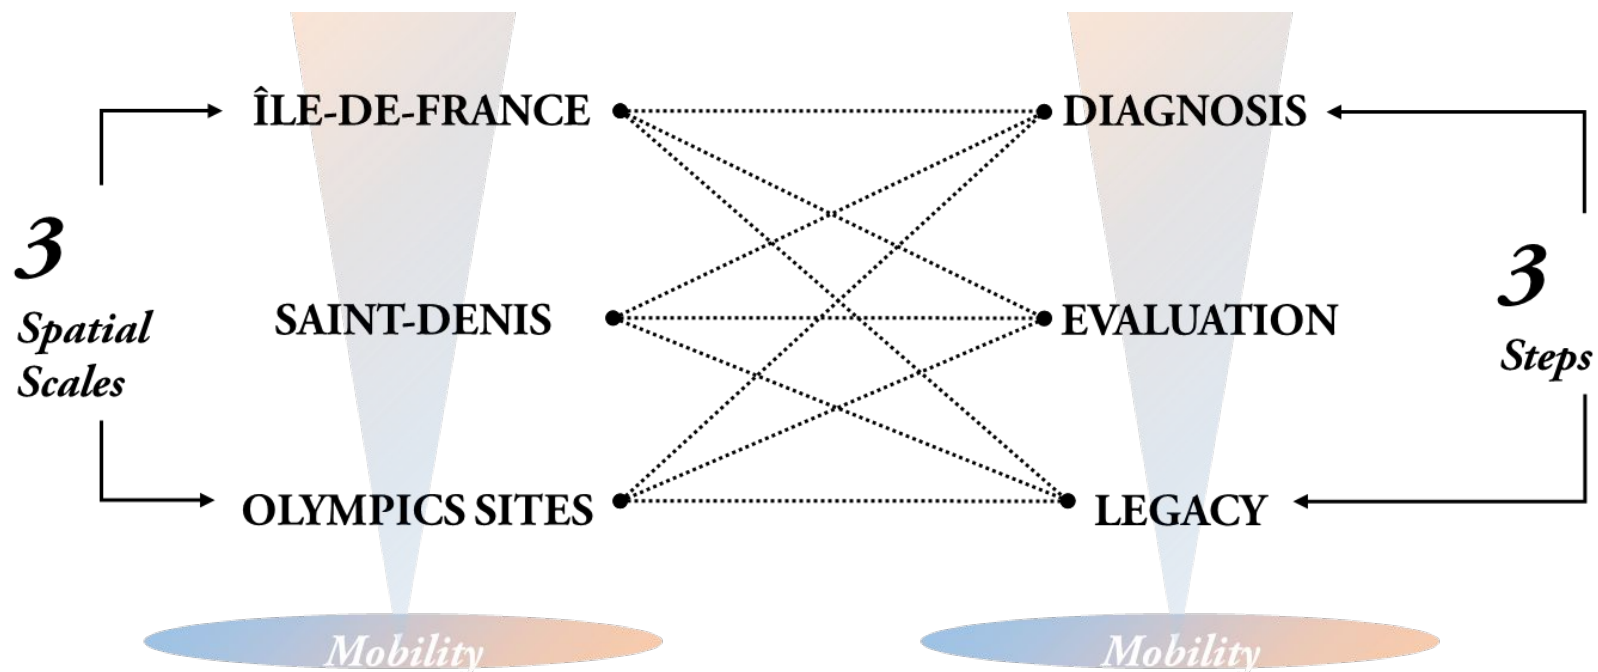 3
Spatial
Scales
ÎLE-DE-FRANCE
SAINT-DENIS
OLYMPICS SITES
Mobility
DIAGNOSIS
EVALUATION
LEGACY
Mobility
3
Steps